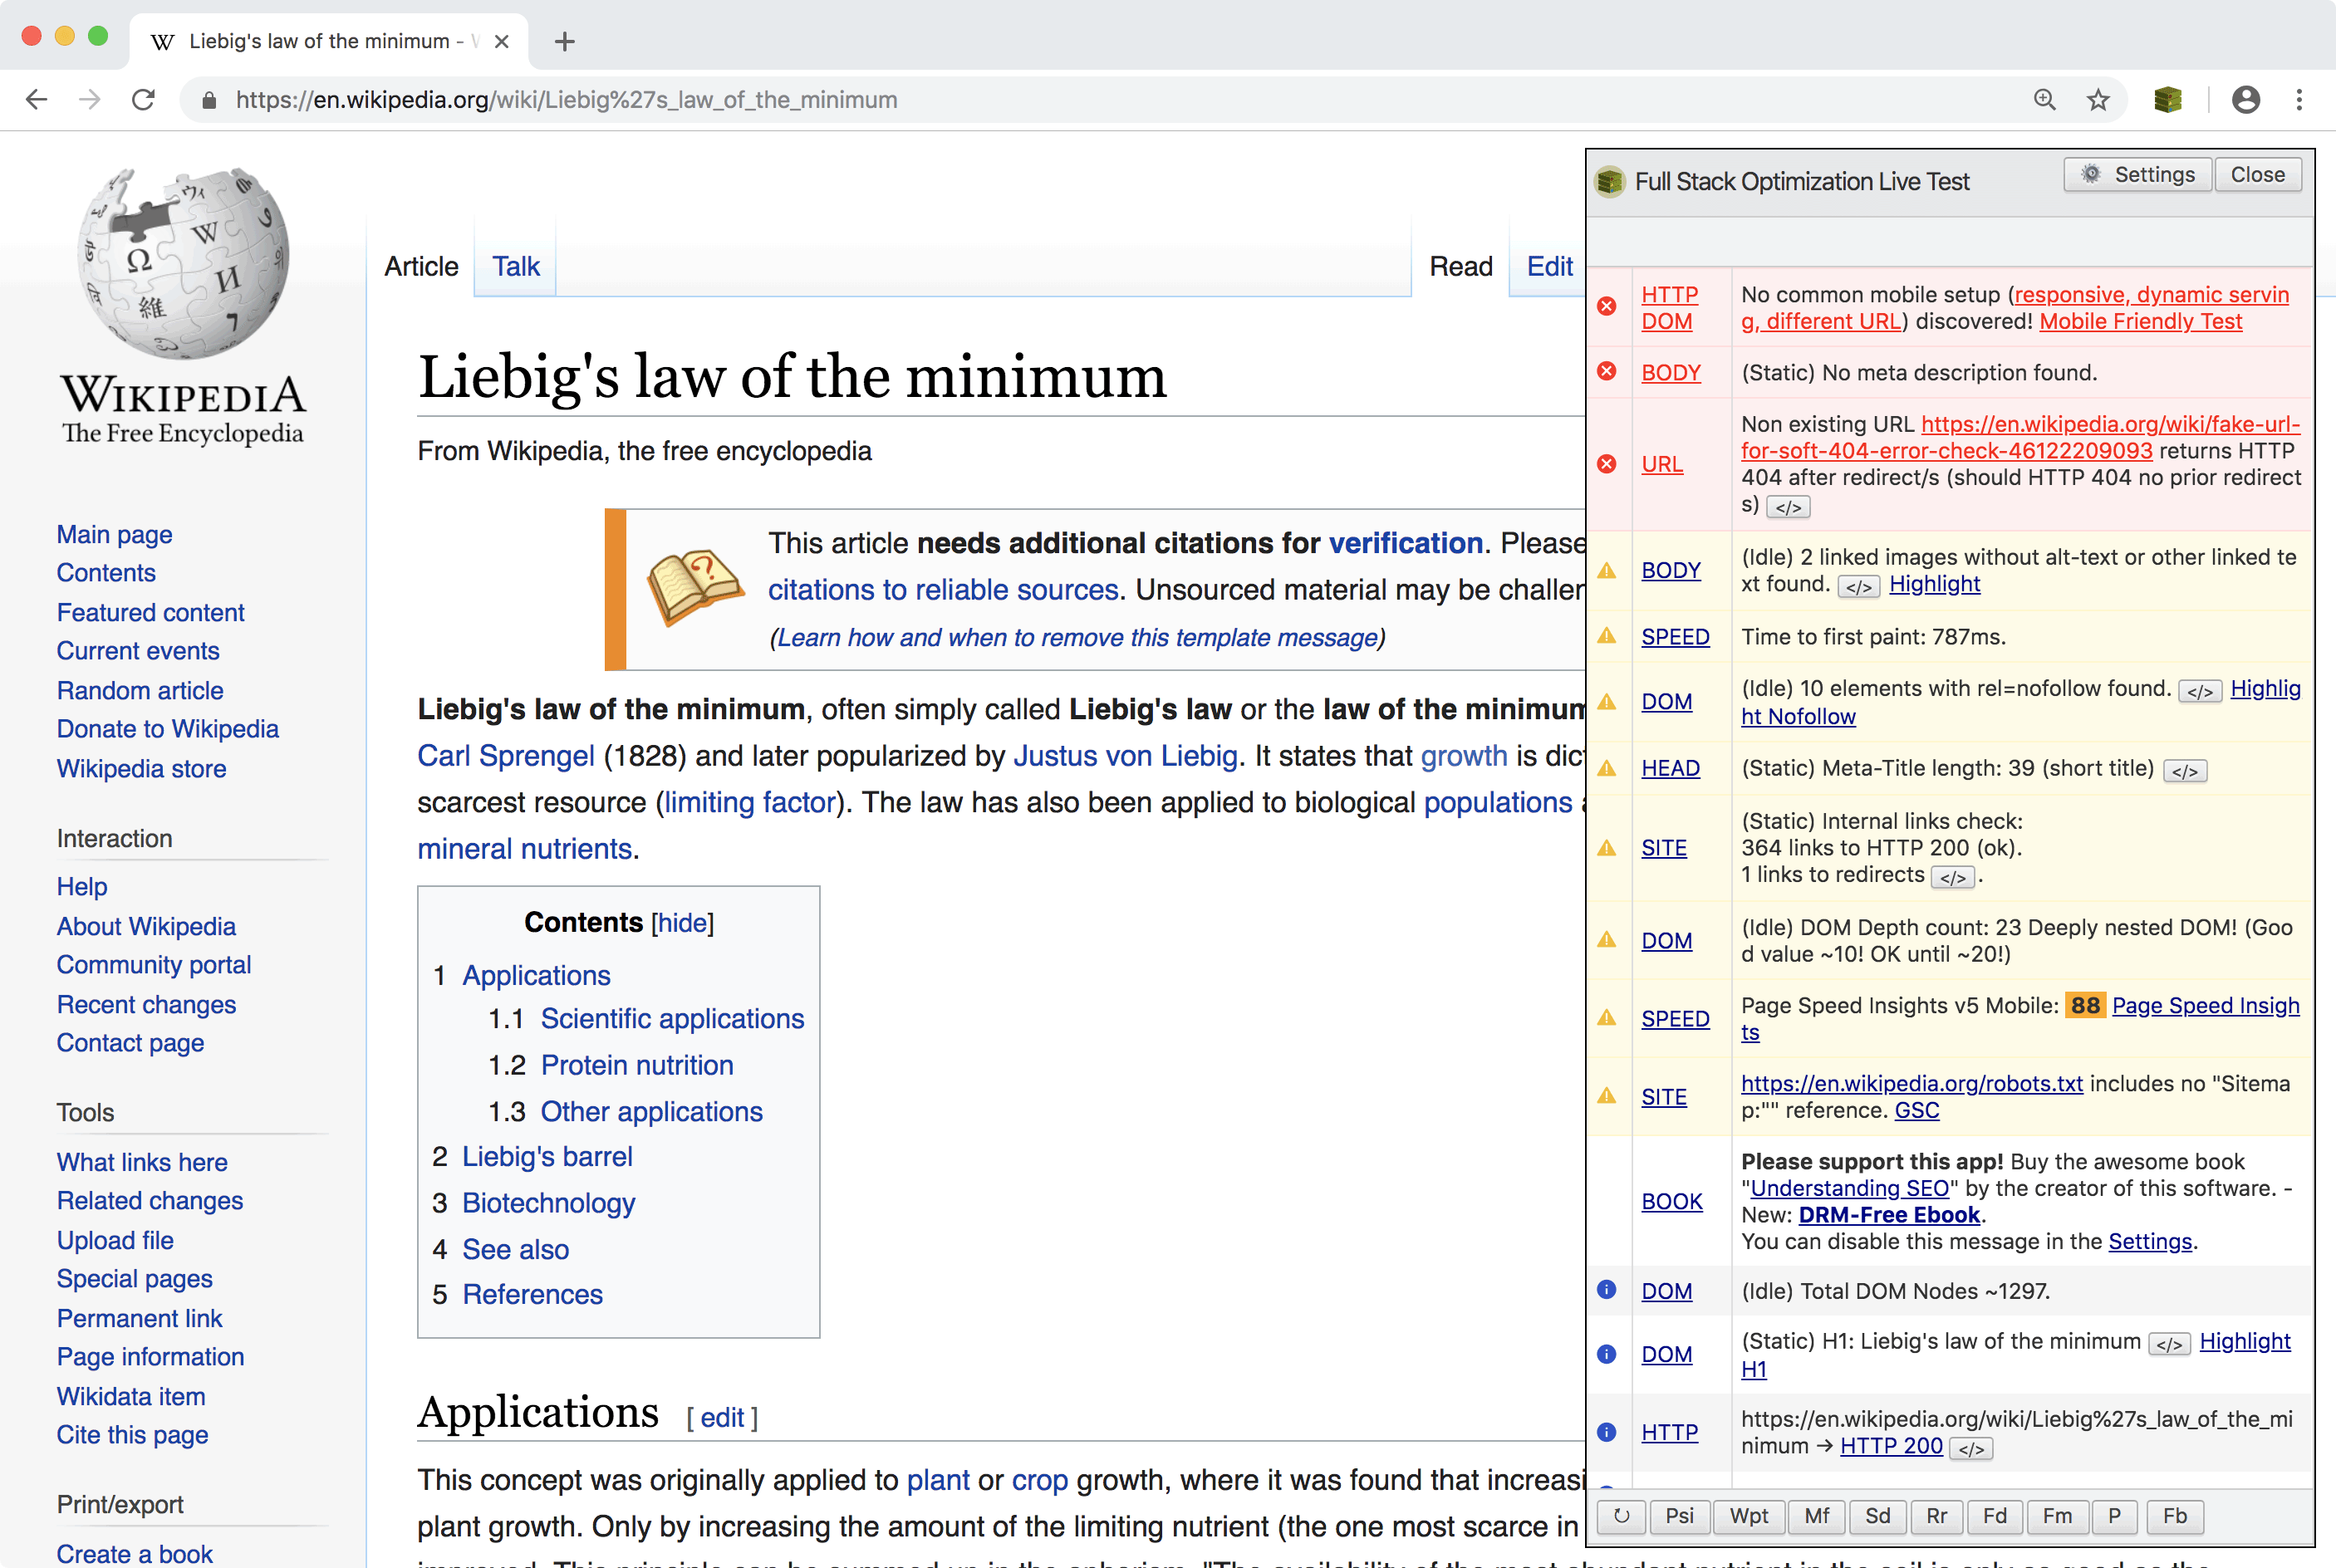 Liebig's law of the minimum -
https://en.wikipedia.org/wiki/Liebig%27s_law_of_the_minimum
WIKIPEDIA
The Free Encyclopedia
Main page
Contents
Featured content
Current events
Random article
Donate to Wikipedia
Wikipedia store
Interaction
Help
About Wikipedia
Community portal
Recent changes
Contact page
Tools
What links here
Related changes
Upload file
Special pages
Permanent link
Page information
Wikidata item
Cite this page
Print/export
Create a book
Article
Talk
Read
Edit
Liebig's law of the minimum
From Wikipedia, the free encyclopedia
This article needs additional citations for verification. Please
citations to reliable sources. Unsourced material may be challen
(Learn how and when to remove this template message)
Liebig's law of the minimum, often simply called Liebig's law or the law of the minimum
Carl Sprengel (1828) and later popularized by Justus von Liebig. It states that growth is dic
scarcest resource (limiting factor). The law has also been applied to biological populations
mineral nutrients.
Contents [hide]
1 Applications
1.1 Scientific applications
1.2 Protein nutrition
1.3 Other applications
2 Liebig's barrel
3 Biotechnology
4 See also
5 References
Applications [ edit ]
This concept was originally applied to plant or crop growth, where it was found that increasi
plant growth. Only by increasing the amount of the limiting nutrient (the one most scarce in
Full Stack Optimization Live Test
Settings
Close
HTTP
DOM
No common mobile setup (responsive, dynamic servin
g, different URL) discovered! Mobile Friendly Test
BODY
(Static) No meta description found.
URL
Non existing URL https://en.wikipedia.org/wiki/fake-url-
for-soft-404-error-check-46122209093 returns HTTP
404 after redirect/s (should HTTP 404 no prior redirect
s) </>
BODY
(Idle) 2 linked images without alt-text or other linked te
xt found. </> Highlight
SPEED
Time to first paint: 787ms.
DOM
(Idle) 10 elements with rel=nofollow found. </> Highlig
ht Nofollow
HEAD
(Static) Meta-Title length: 39 (short title) </>
SITE
(Static) Internal links check:
364 links to HTTP 200 (ok).
1 links to redirects </> .
DOM
(Idle) DOM Depth count: 23 Deeply nested DOM! (Goo
d value ~10! OK until ~20!)
SPEED
Page Speed Insights v5 Mobile: 88 Page Speed Insigh
ts
SITE
https://en.wikipedia.org/robots.txt includes no "Sitema
p:"" reference. GSC
BOOK
Please support this app! Buy the awesome book
"Understanding SEO" by the creator of this software. -
New: DRM-Free Ebook.
You can disable this message in the Settings.
DOM
(Idle) Total DOM Nodes ~1297.
DOM
(Static) H1: Liebig's law of the minimum </> Highlight
H1
HTTP
https://en.wikipedia.org/wiki/Liebig%27s_law_of_the_mi
nimum → HTTP 200 </>
Psi Wpt Mf Sd Rr Fd Fm P Fb